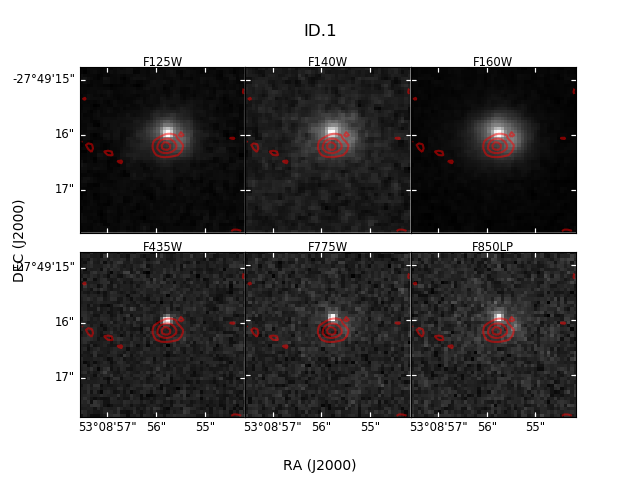 ID.1
F125W F140W F160W
-27°49'15"
16"
17"
F435W F775W F850LP
27°49'15"
16"
17"
53°08'57" 56" 55" 53°08'57" 56" 55" 53°08'57" 56" 55"
DEC (J2000)
RA (J2000)